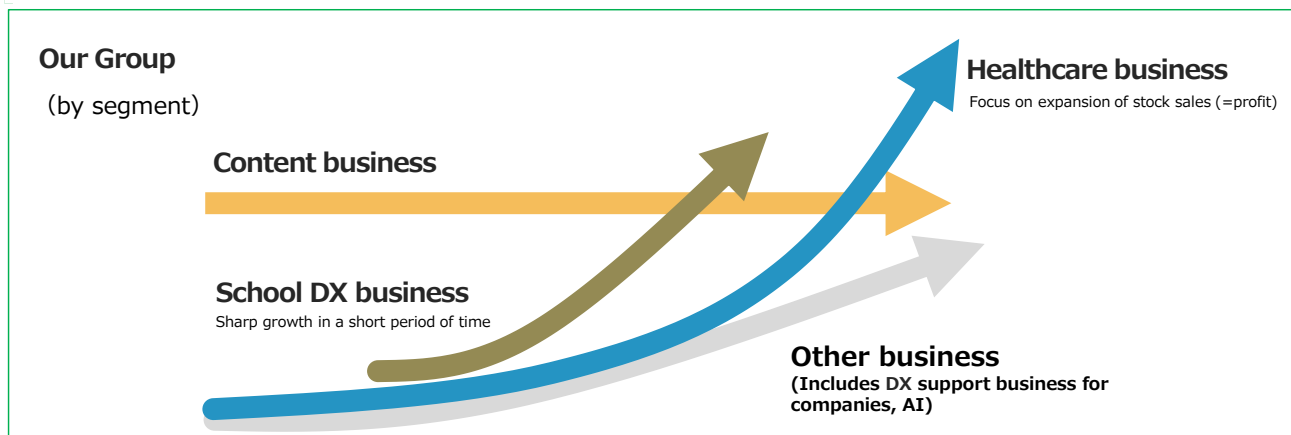 Our Group
（by segment）
Healthcare business
Focus on expansion of stock sales (=profit)
Content business
School DX business
Sharp growth in a short period of time
Other business
(Includes DX support business for
companies, AI)